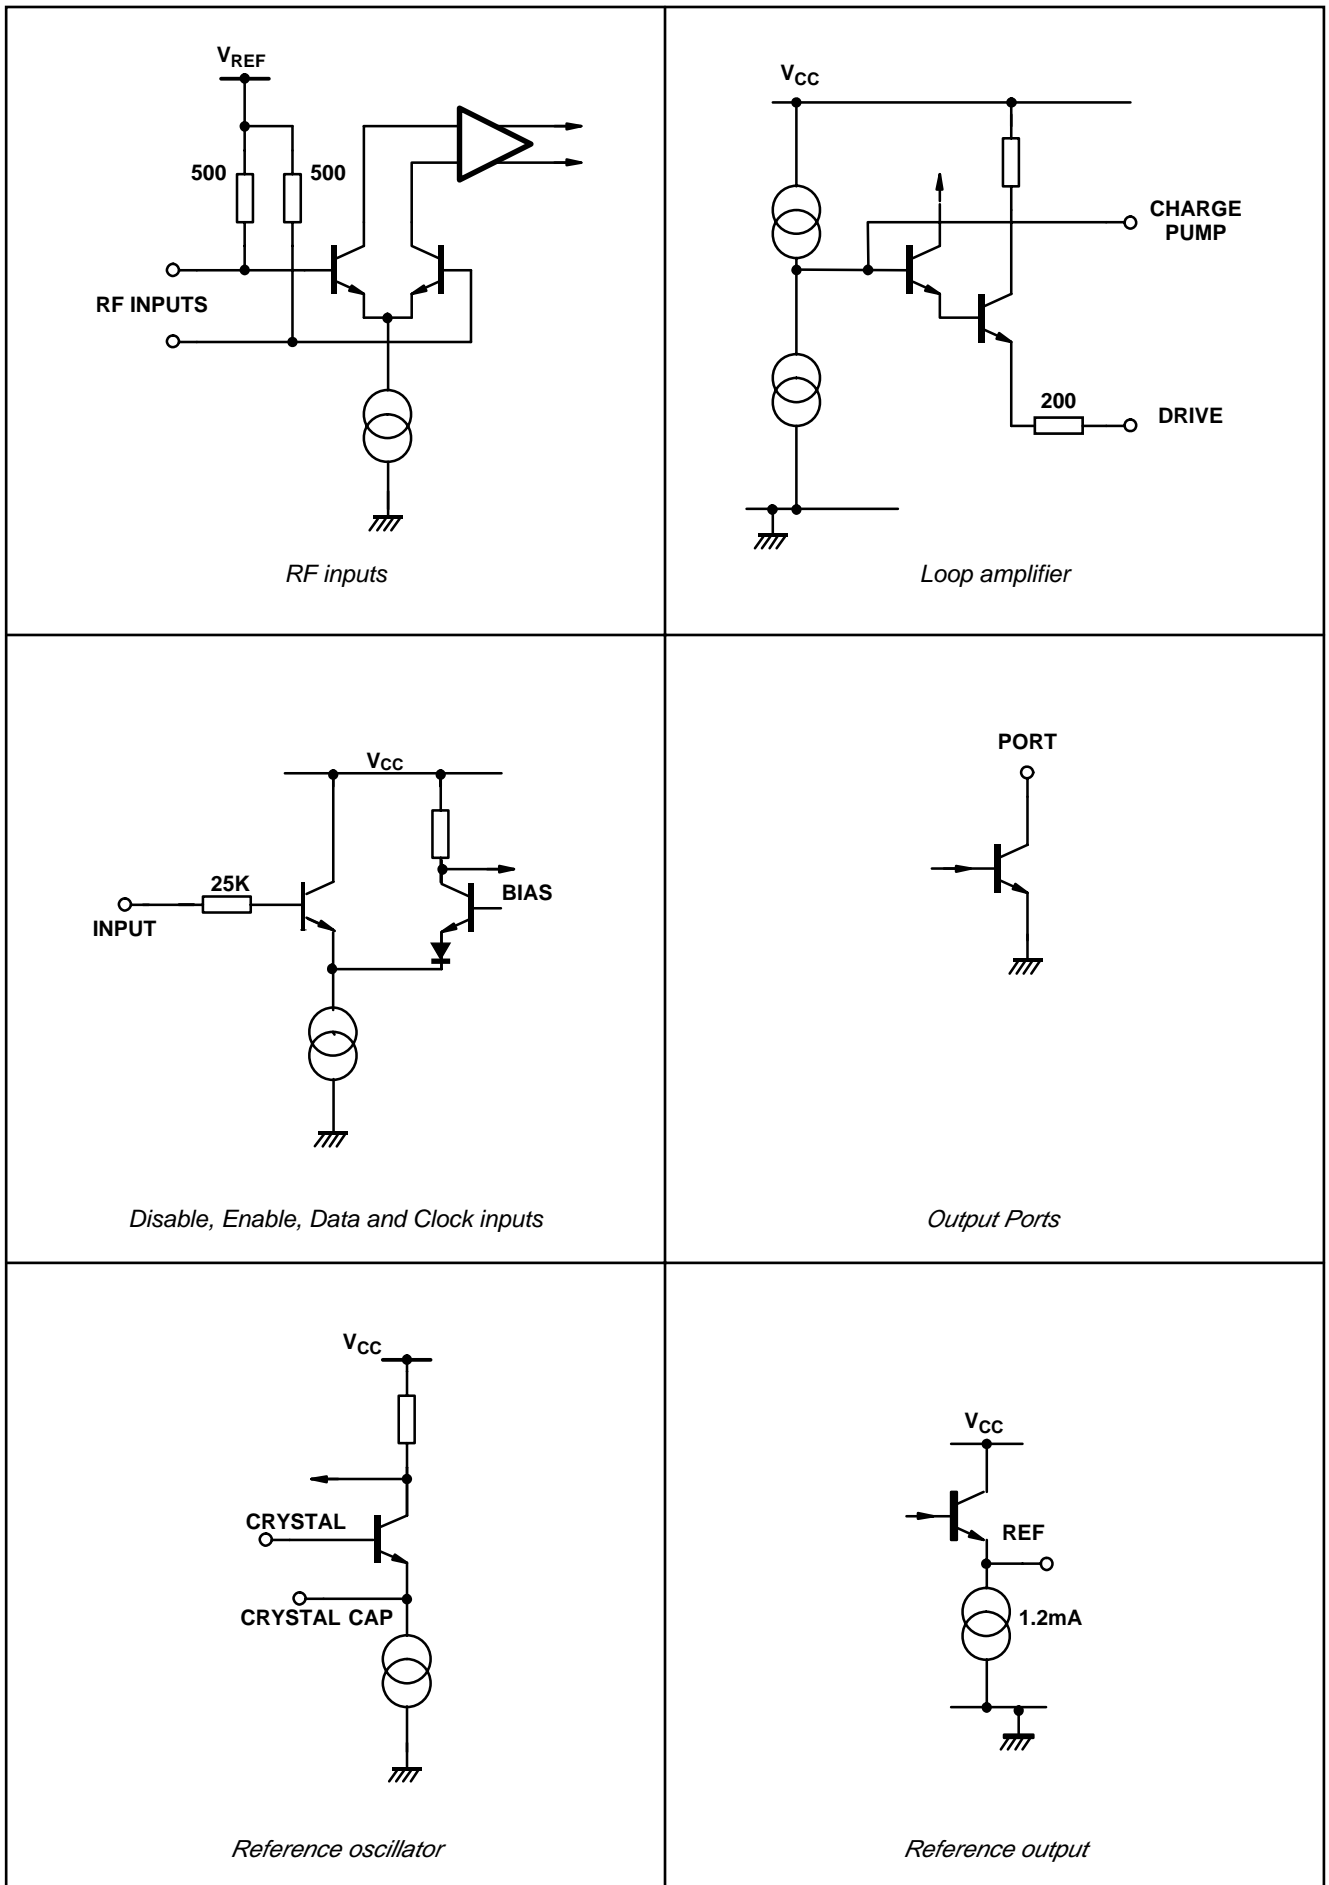 VREF
500
500
RF INPUTS
RF inputs
VCC
CHARGE
PUMP
200
DRIVE
Loop amplifier
VCC
25K
BIAS
INPUT
Disable, Enable, Data and Clock inputs
PORT
Output Ports
VCC
CRYSTAL
CRYSTAL CAP
Reference oscillator
VCC
REF
1.2mA
Reference output